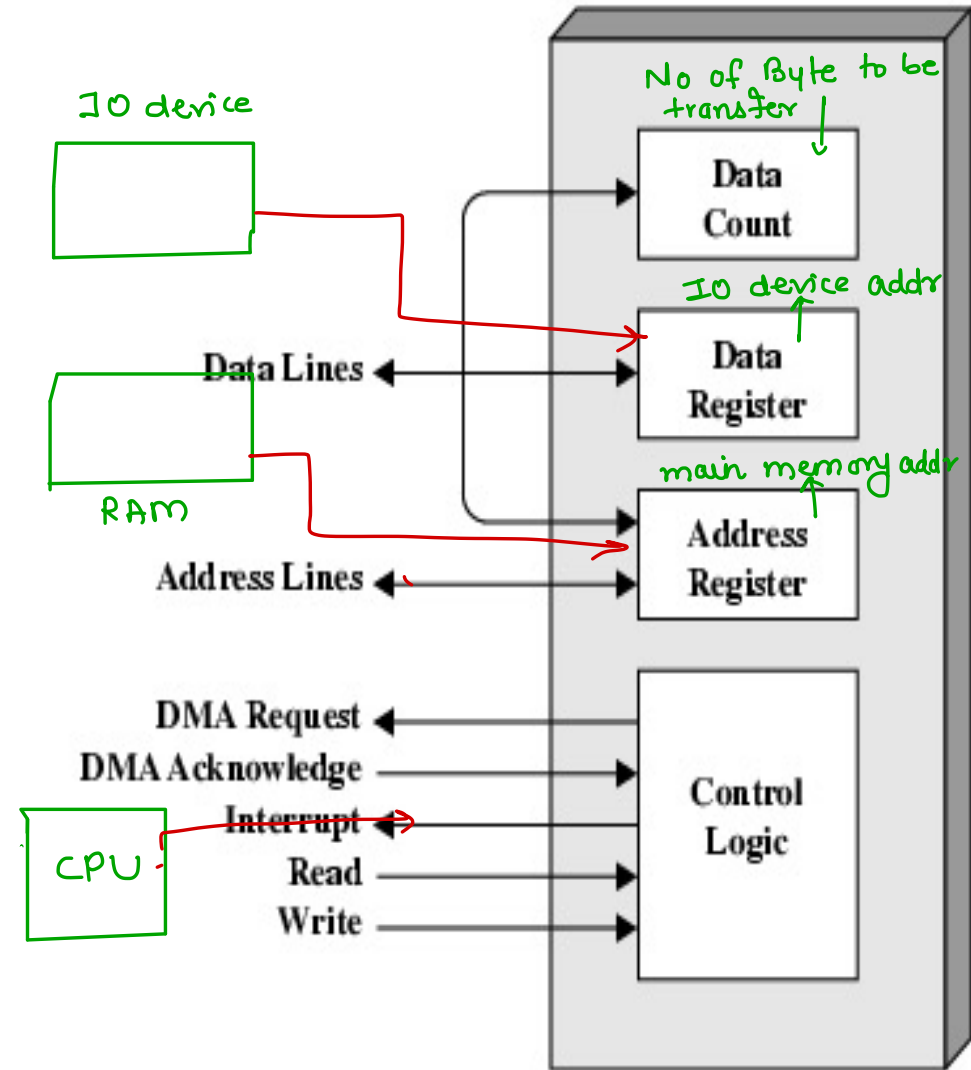 No of Byte to be
transfer
IO device
Data
Count
IO device addr
Data Lines
Data
Register
main memory addr
RAM
Address
Register
Address Lines
DMA Request
DMA Acknowledge
Interrupt
Read
Write
Control
Logic
CPU